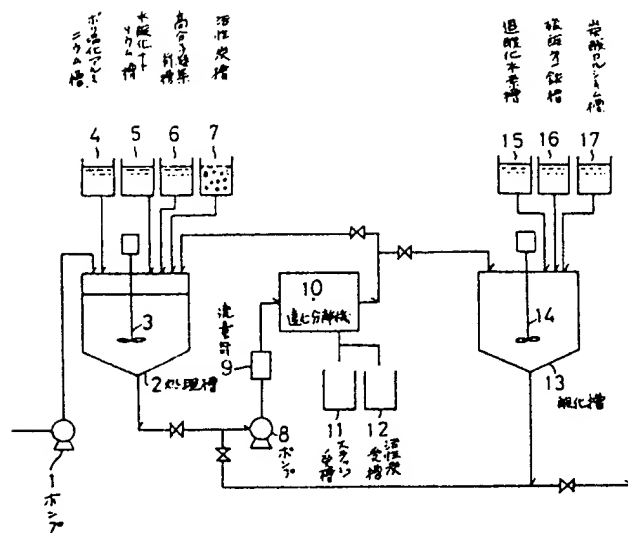 ポリ塩化アルミニウム槽
4
水酸化ナトリウム槽
5
高分子凝集剤槽
6
活性炭槽
7
過酸化水素槽
15
硫酸第一鉄槽
16
炭酸カルシウム槽
17
3
2 処理槽
1 ポンプ
流量計
9
8 ポンプ
10
遠心分離機
11
スラッジ受槽
12
活性炭受槽
14
13
酸化槽